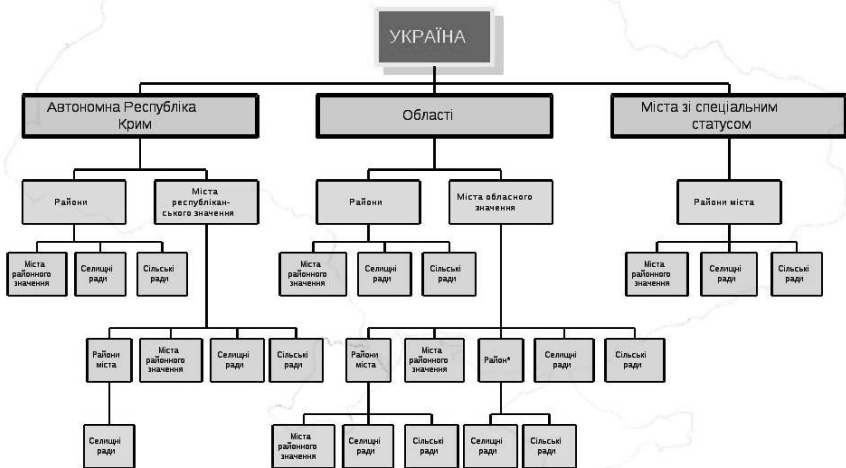 УКРАЇНА
Автономна Республіка
Крим
Області
Міста зі спеціальним
статусом
Райони
Міста
республікан-
ського значення
Райони
Міста обласного
значення
Райони міста
Міста
районного
значення
Селищні
ради
Сільські
ради
Міста
районного
значення
Селищні
ради
Сільські
ради
Міста
районного
значення
Селищні
ради
Сільські
ради
Райони
міста
Міста
районного
значення
Селищні
ради
Сільські
ради
Райони
міста
Міста
районного
значення
Район*
Селищні
ради
Сільські
ради
Селищні
ради
Міста
районного
значення
Селищні
ради
Сільські
ради
Селищні
ради
Сільські
ради